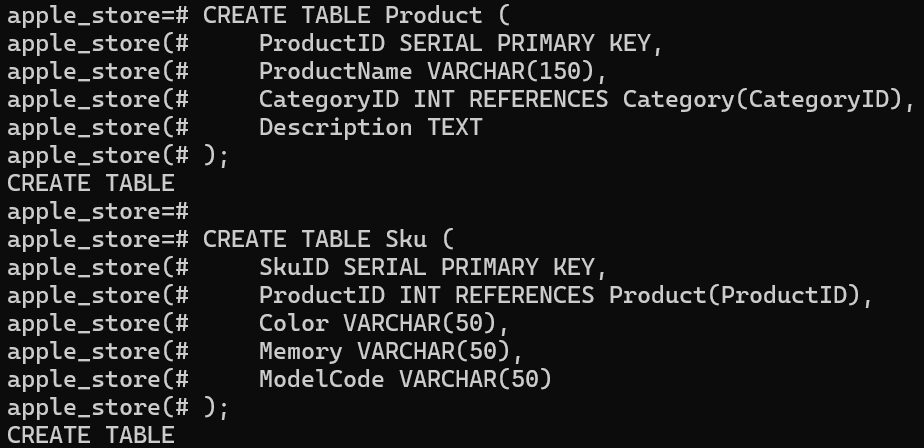 apple_store=# CREATE TABLE Product (
apple_store(#     ProductID SERIAL PRIMARY KEY,
apple_store(#     ProductName VARCHAR(150),
apple_store(#     CategoryID INT REFERENCES Category(CategoryID),
apple_store(#     Description TEXT
apple_store(# );
CREATE TABLE
apple_store=#
apple_store=# CREATE TABLE Sku (
apple_store(#     SkuID SERIAL PRIMARY KEY,
apple_store(#     ProductID INT REFERENCES Product(ProductID),
apple_store(#     Color VARCHAR(50),
apple_store(#     Memory VARCHAR(50),
apple_store(#     ModelCode VARCHAR(50)
apple_store(# );
CREATE TABLE